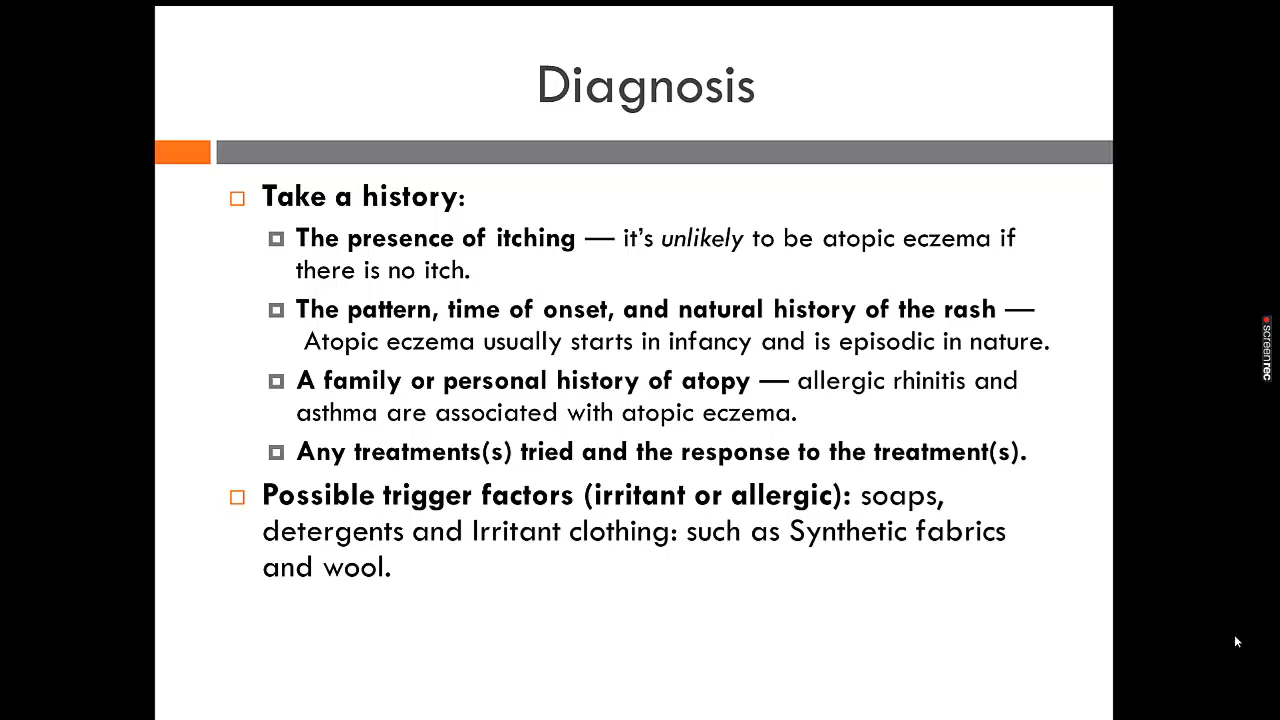 Diagnosis
Take a history:
The presence of itching — it's unlikely to be atopic eczema if
there is no itch.
The pattern, time of onset, and natural history of the rash —
Atopic eczema usually starts in infancy and is episodic in nature.
A family or personal history of atopy — allergic rhinitis and
asthma are associated with atopic eczema.
Any treatments(s) tried and the response to the treatment(s).
Possible trigger factors (irritant or allergic): soaps,
detergents and Irritant clothing: such as Synthetic fabrics
and wool.
screenrec